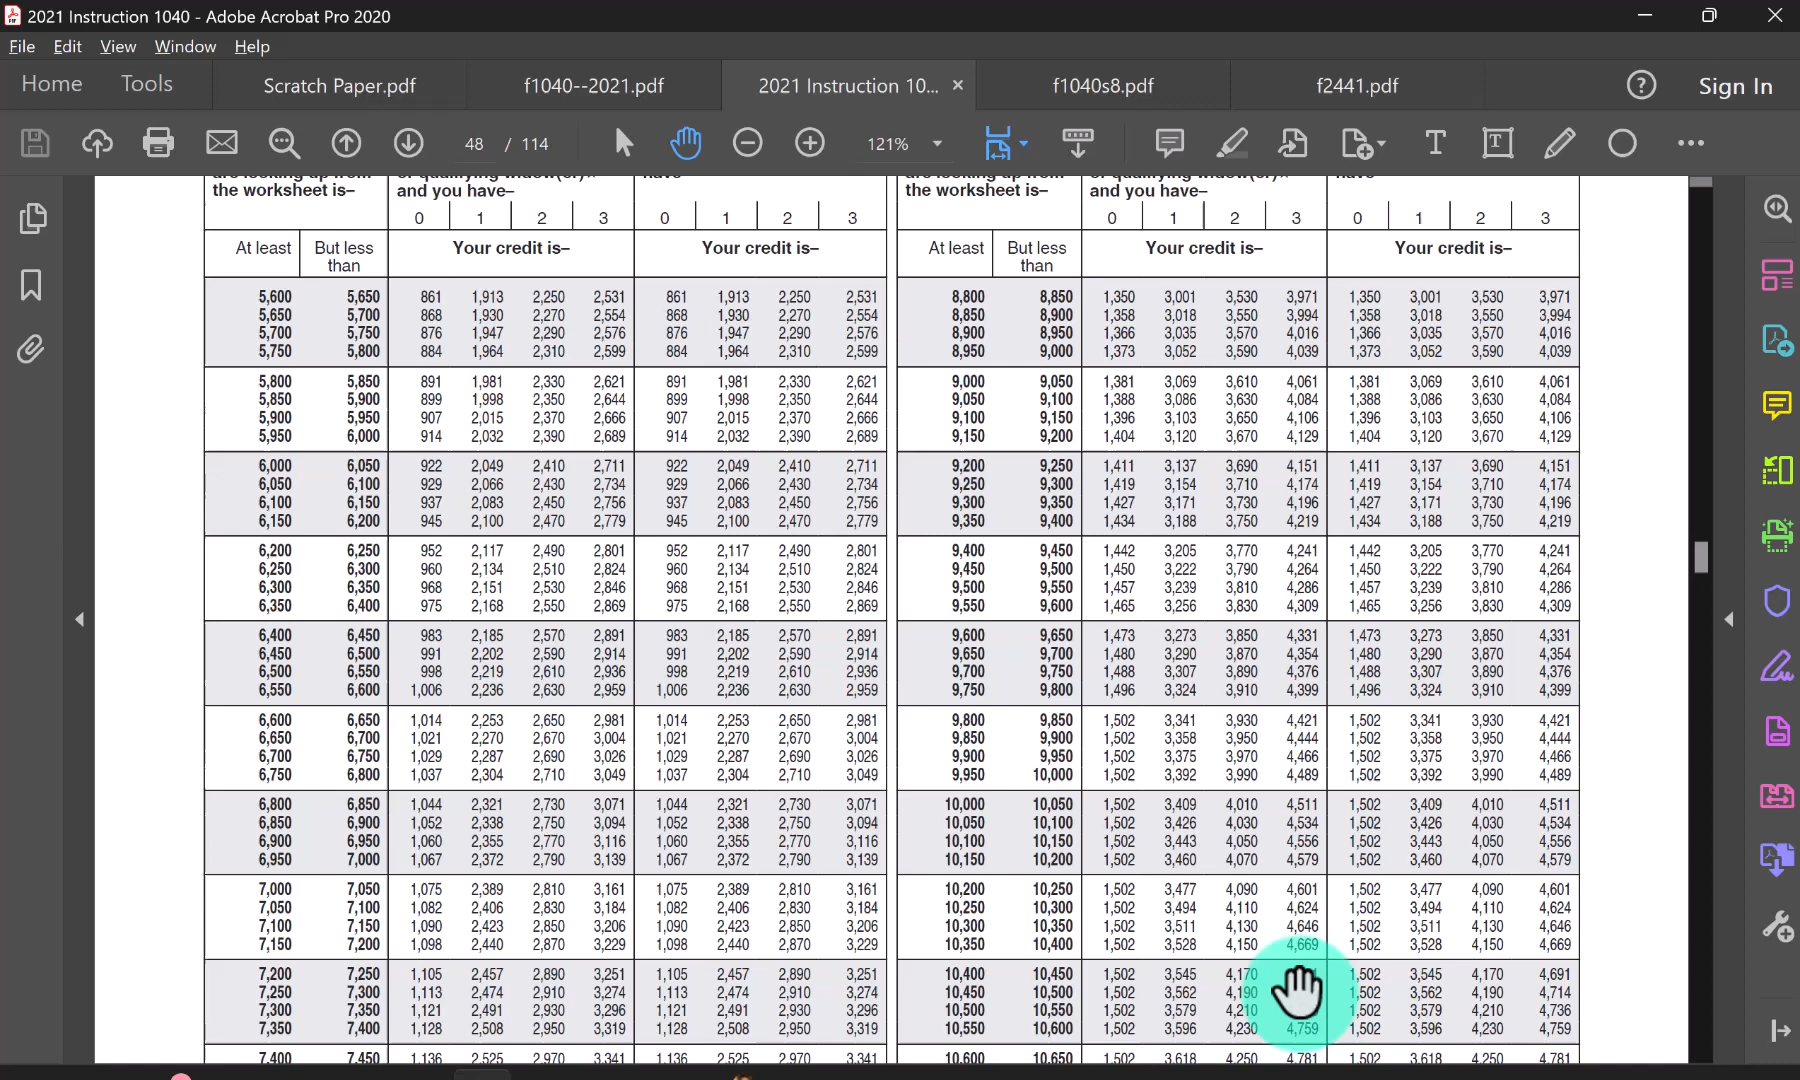 2021 Instruction 1040 - Adobe Acrobat Pro 2020
File Edit View Window Help
Home Tools Scratch Paper.pdf f1040--2021.pdf 2021 Instruction 10... × f1040s8.pdf f2441.pdf ? Sign In
48 / 114 121%
the worksheet is– and you have– the worksheet is– and you have–
0 1 2 3 0 1 2 3 0 1 2 3 0 1 2 3
At least But less than Your credit is– Your credit is– At least But less than Your credit is– Your credit is–
5,600 5,650 861 1,913 2,250 2,531 861 1,913 2,250 2,531 8,800 8,850 1,350 3,001 3,530 3,971 1,350 3,001 3,530 3,971
5,650 5,700 868 1,930 2,270 2,554 868 1,930 2,270 2,554 8,850 8,900 1,358 3,018 3,550 3,994 1,358 3,018 3,550 3,994
5,700 5,750 876 1,947 2,290 2,576 876 1,947 2,290 2,576 8,900 8,950 1,366 3,035 3,570 4,016 1,366 3,035 3,570 4,016
5,750 5,800 884 1,964 2,310 2,599 884 1,964 2,310 2,599 8,950 9,000 1,373 3,052 3,590 4,039 1,373 3,052 3,590 4,039
5,800 5,850 891 1,981 2,330 2,621 891 1,981 2,330 2,621 9,000 9,050 1,381 3,069 3,610 4,061 1,381 3,069 3,610 4,061
5,850 5,900 899 1,998 2,350 2,644 899 1,998 2,350 2,644 9,050 9,100 1,388 3,086 3,630 4,084 1,388 3,086 3,630 4,084
5,900 5,950 907 2,015 2,370 2,666 907 2,015 2,370 2,666 9,100 9,150 1,396 3,103 3,650 4,106 1,396 3,103 3,650 4,106
5,950 6,000 914 2,032 2,390 2,689 914 2,032 2,390 2,689 9,150 9,200 1,404 3,120 3,670 4,129 1,404 3,120 3,670 4,129
6,000 6,050 922 2,049 2,410 2,711 922 2,049 2,410 2,711 9,200 9,250 1,411 3,137 3,690 4,151 1,411 3,137 3,690 4,151
6,050 6,100 929 2,066 2,430 2,734 929 2,066 2,430 2,734 9,250 9,300 1,419 3,154 3,710 4,174 1,419 3,154 3,710 4,174
6,100 6,150 937 2,083 2,450 2,756 937 2,083 2,450 2,756 9,300 9,350 1,427 3,171 3,730 4,196 1,427 3,171 3,730 4,196
6,150 6,200 945 2,100 2,470 2,779 945 2,100 2,470 2,779 9,350 9,400 1,434 3,188 3,750 4,219 1,434 3,188 3,750 4,219
6,200 6,250 952 2,117 2,490 2,801 952 2,117 2,490 2,801 9,400 9,450 1,442 3,205 3,770 4,241 1,442 3,205 3,770 4,241
6,250 6,300 960 2,134 2,510 2,824 960 2,134 2,510 2,824 9,450 9,500 1,450 3,222 3,790 4,264 1,450 3,222 3,790 4,264
6,300 6,350 968 2,151 2,530 2,846 968 2,151 2,530 2,846 9,500 9,550 1,457 3,239 3,810 4,286 1,457 3,239 3,810 4,286
6,350 6,400 975 2,168 2,550 2,869 975 2,168 2,550 2,869 9,550 9,600 1,465 3,256 3,830 4,309 1,465 3,256 3,830 4,309
6,400 6,450 983 2,185 2,570 2,891 983 2,185 2,570 2,891 9,600 9,650 1,473 3,273 3,850 4,331 1,473 3,273 3,850 4,331
6,450 6,500 991 2,202 2,590 2,914 991 2,202 2,590 2,914 9,650 9,700 1,480 3,290 3,870 4,354 1,480 3,290 3,870 4,354
6,500 6,550 998 2,219 2,610 2,936 998 2,219 2,610 2,936 9,700 9,750 1,488 3,307 3,890 4,376 1,488 3,307 3,890 4,376
6,550 6,600 1,006 2,236 2,630 2,959 1,006 2,236 2,630 2,959 9,750 9,800 1,496 3,324 3,910 4,399 1,496 3,324 3,910 4,399
6,600 6,650 1,014 2,253 2,650 2,981 1,014 2,253 2,650 2,981 9,800 9,850 1,502 3,341 3,930 4,421 1,502 3,341 3,930 4,421
6,650 6,700 1,021 2,270 2,670 3,004 1,021 2,270 2,670 3,004 9,850 9,900 1,502 3,358 3,950 4,444 1,502 3,358 3,950 4,444
6,700 6,750 1,029 2,287 2,690 3,026 1,029 2,287 2,690 3,026 9,900 9,950 1,502 3,375 3,970 4,466 1,502 3,375 3,970 4,466
6,750 6,800 1,037 2,304 2,710 3,049 1,037 2,304 2,710 3,049 9,950 10,000 1,502 3,392 3,990 4,489 1,502 3,392 3,990 4,489
6,800 6,850 1,044 2,321 2,730 3,071 1,044 2,321 2,730 3,071 10,000 10,050 1,502 3,409 4,010 4,511 1,502 3,409 4,010 4,511
6,850 6,900 1,052 2,338 2,750 3,094 1,052 2,338 2,750 3,094 10,050 10,100 1,502 3,426 4,030 4,534 1,502 3,426 4,030 4,534
6,900 6,950 1,060 2,355 2,770 3,116 1,060 2,355 2,770 3,116 10,100 10,150 1,502 3,443 4,050 4,556 1,502 3,443 4,050 4,556
6,950 7,000 1,067 2,372 2,790 3,139 1,067 2,372 2,790 3,139 10,150 10,200 1,502 3,460 4,070 4,579 1,502 3,460 4,070 4,579
7,000 7,050 1,075 2,389 2,810 3,161 1,075 2,389 2,810 3,161 10,200 10,250 1,502 3,477 4,090 4,601 1,502 3,477 4,090 4,601
7,050 7,100 1,082 2,406 2,830 3,184 1,082 2,406 2,830 3,184 10,250 10,300 1,502 3,494 4,110 4,624 1,502 3,494 4,110 4,624
7,100 7,150 1,090 2,423 2,850 3,206 1,090 2,423 2,850 3,206 10,300 10,350 1,502 3,511 4,130 4,646 1,502 3,511 4,130 4,646
7,150 7,200 1,098 2,440 2,870 3,229 1,098 2,440 2,870 3,229 10,350 10,400 1,502 3,528 4,150 4,669 1,502 3,528 4,150 4,669
7,200 7,250 1,105 2,457 2,890 3,251 1,105 2,457 2,890 3,251 10,400 10,450 1,502 3,545 4,170 1,502 3,545 4,170 4,691
7,250 7,300 1,113 2,474 2,910 3,274 1,113 2,474 2,910 3,274 10,450 10,500 1,502 3,562 4,190 1,502 3,562 4,190 4,714
7,300 7,350 1,121 2,491 2,930 3,296 1,121 2,491 2,930 3,296 10,500 10,550 1,502 3,579 4,210 1,502 3,579 4,210 4,736
7,350 7,400 1,128 2,508 2,950 3,319 1,128 2,508 2,950 3,319 10,550 10,600 1,502 3,596 4,230 4,759 1,502 3,596 4,230 4,759
7,400 7,450 1,136 2,525 2,970 3,341 1,136 2,525 2,970 3,341 10,600 10,650 1,502 3,618 4,250 4,781 1,502 3,618 4,250 4,781